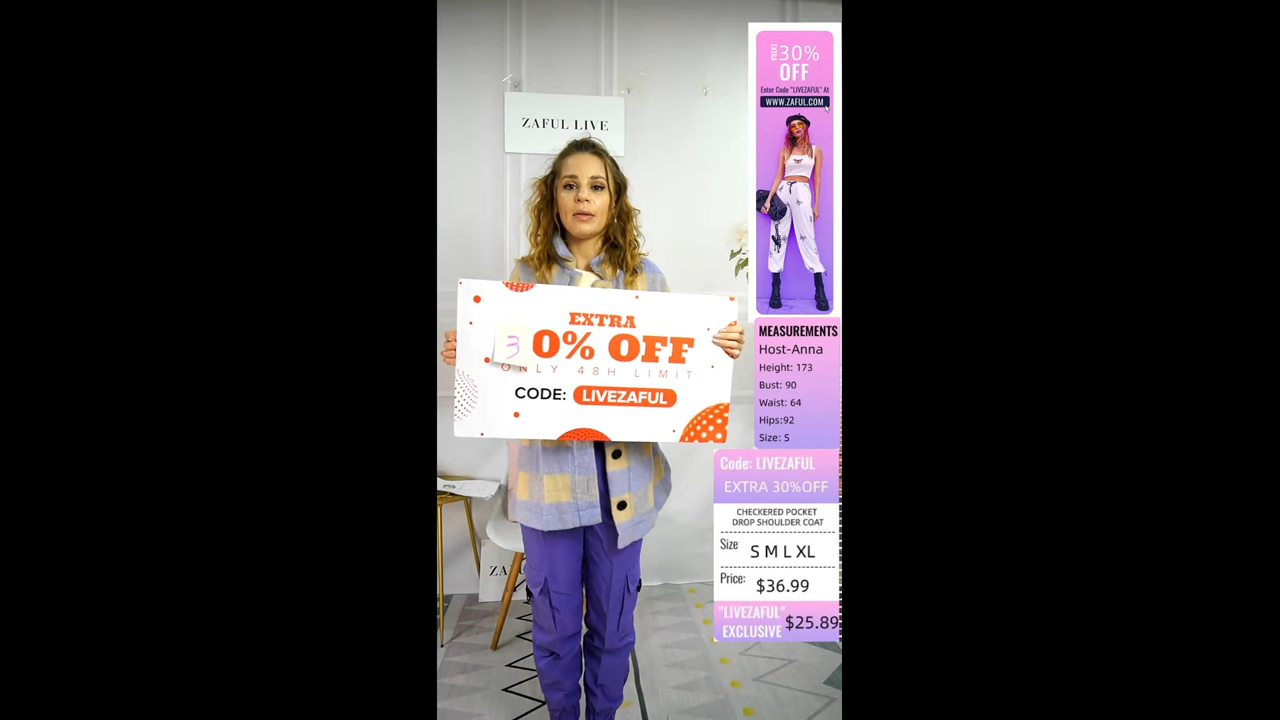 ZAFUL LIVE
EXTRA
30% OFF
ONLY 48H LIMIT
CODE: LIVEZAFUL
EXTRA 30%
OFF
Enter Code "LIVEZAFUL" At
WWW.ZAFUL.COM
MEASUREMENTS
Host-Anna
Height: 173
Bust: 90
Waist: 64
Hips:92
Size: S
Code: LIVEZAFUL
EXTRA 30%OFF
CHECKERED POCKET
DROP SHOULDER COAT
Size S M L XL
Price: $36.99
"LIVEZAFUL"
EXCLUSIVE $25.89